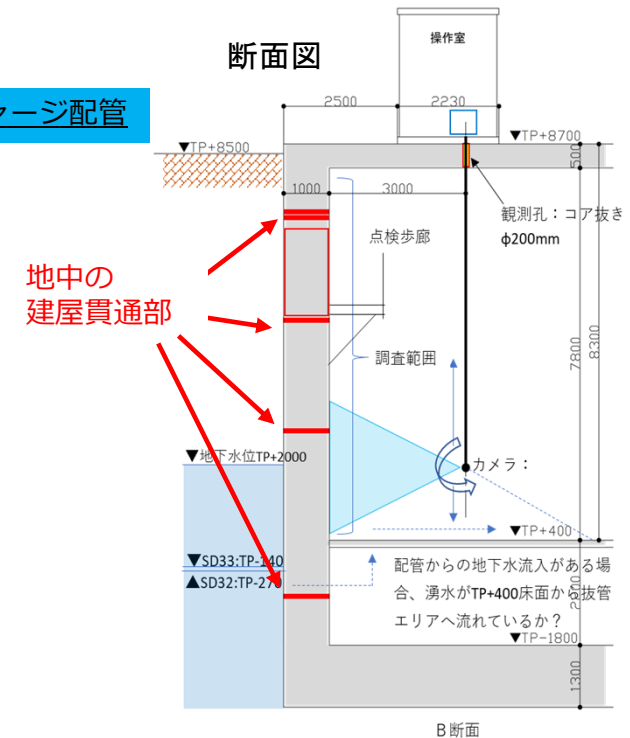 断面図
操作室
ャージ配管
2500
2230
▼TP+8500
▼TP+8700
500
1000
3000
観測孔：コア抜き
φ200mm
点検歩廊
地中の
建屋貫通部
調査範囲
7800
8300
▼地下水位TP+2000
カメラ：
▼TP+400
▼SD33:TP-140
▲SD32:TP-270
配管からの地下水流入がある場
合、湧水がTP+400床面から抜管
エリアへ流れているか？
2200
▼TP-1800
1300
B断面